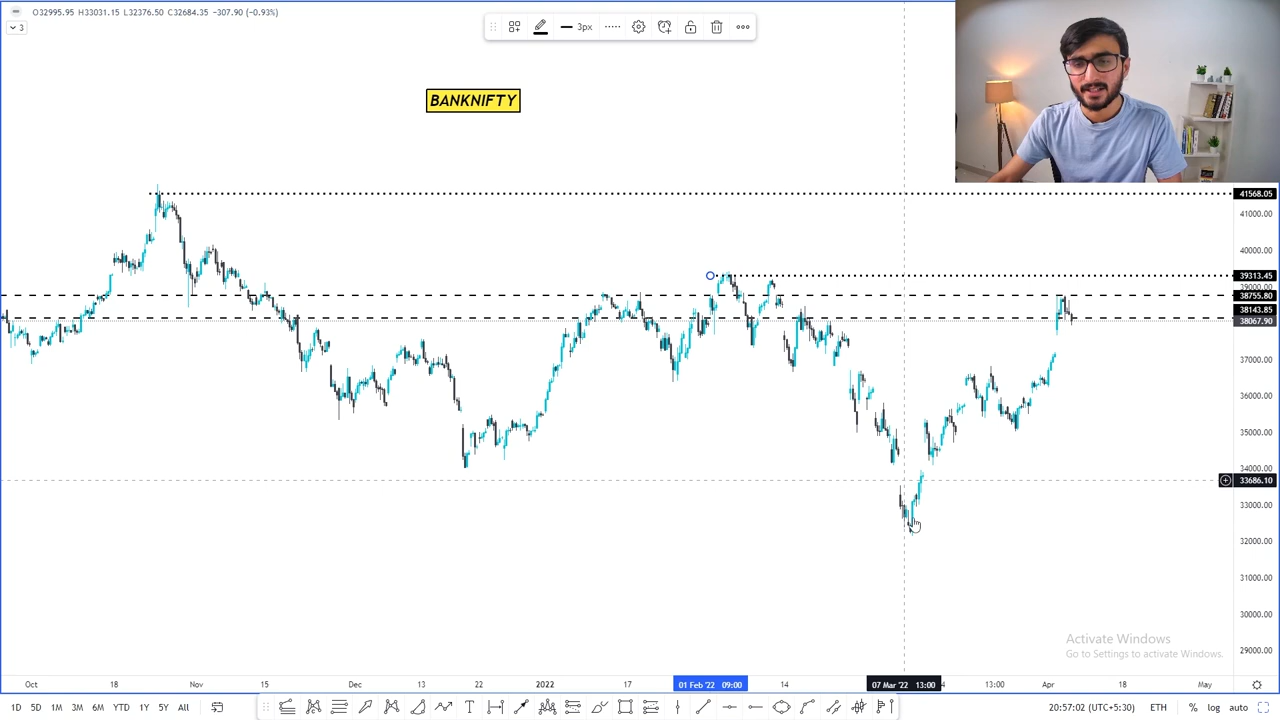 O32995.95 H33031.15 L32376.50 C32684.35 -307.90 (-0.93%)
3
3px
BANKNIFTY
41568.05
41000.00
40000.00
39313.45
39000.00
38755.80
38143.85
38067.90
37000.00
36000.00
35000.00
34000.00
33686.10
33000.00
32000.00
31000.00
30000.00
29000.00
Activate Windows
Go to Settings to activate Windows.
Oct 18 Nov 15 Dec 13 22 2022 17 01 Feb '22 09:00 14 07 Mar '22 13:00 4 13:00 Apr 18 May
1D 5D 1M 3M 6M YTD 1Y 5Y All 20:57:02 (UTC+5:30) ETH % log auto